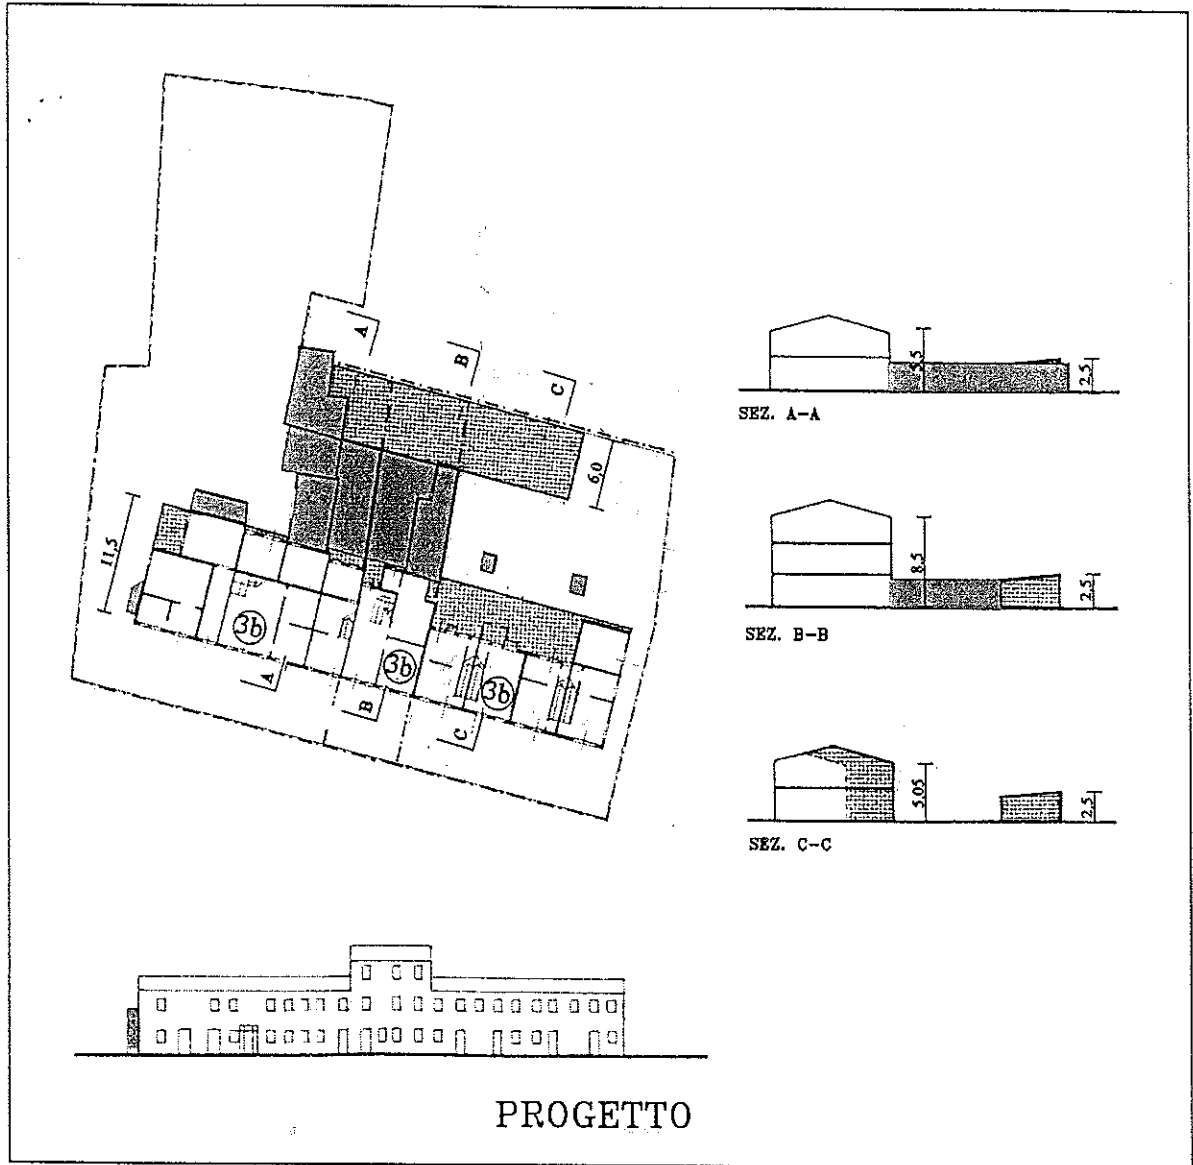 A
B
C
6,0
11,5
3b
3b
3b
A
B
C
5,5
2,5
SEZ. A-A
8,5
2,5
SEZ. B-B
5,05
2,5
SEZ. C-C
PROGETTO